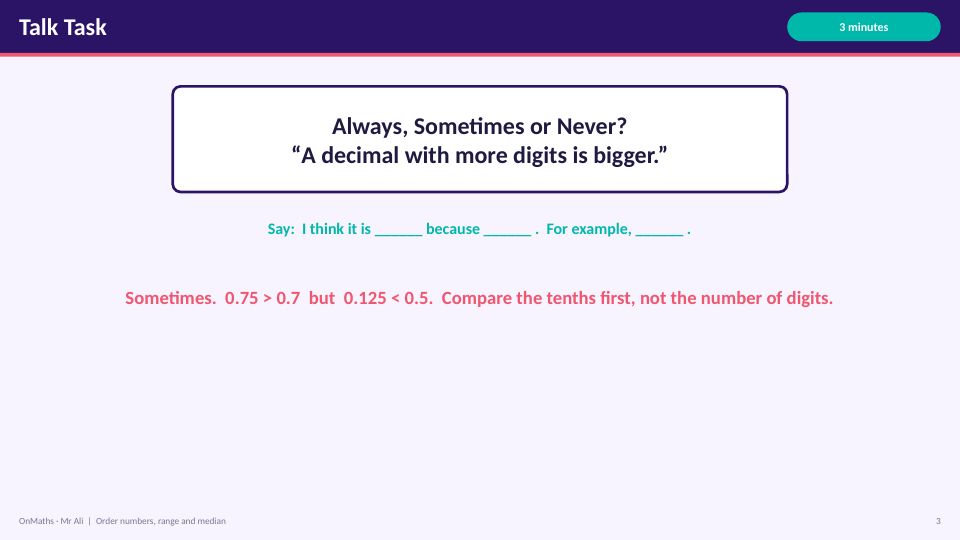 Talk Task
3 minutes
Always, Sometimes or Never?
“A decimal with more digits is bigger.”
Say:  I think it is ______ because ______ .  For example, ______ .
Sometimes.  0.75 > 0.7  but  0.125 < 0.5.  Compare the tenths first, not the number of digits.
OnMaths - Mr Ali  |  Order numbers, range and median
3